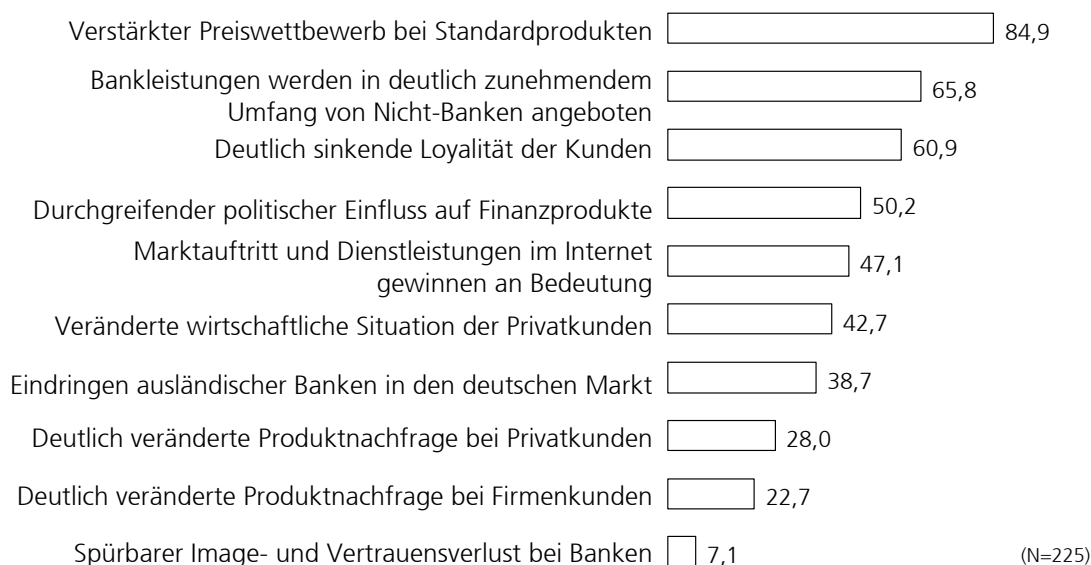 Verstärkter Preiswettbewerb bei Standardprodukten 84,9
Bankleistungen werden in deutlich zunehmendem
Umfang von Nicht-Banken angeboten 65,8
Deutlich sinkende Loyalität der Kunden 60,9
Durchgreifender politischer Einfluss auf Finanzprodukte 50,2
Marktauftritt und Dienstleistungen im Internet
gewinnen an Bedeutung 47,1
Veränderte wirtschaftliche Situation der Privatkunden 42,7
Eindringen ausländischer Banken in den deutschen Markt 38,7
Deutlich veränderte Produktnachfrage bei Privatkunden 28,0
Deutlich veränderte Produktnachfrage bei Firmenkunden 22,7
Spürbarer Image- und Vertrauensverlust bei Banken 7,1 (N=225)